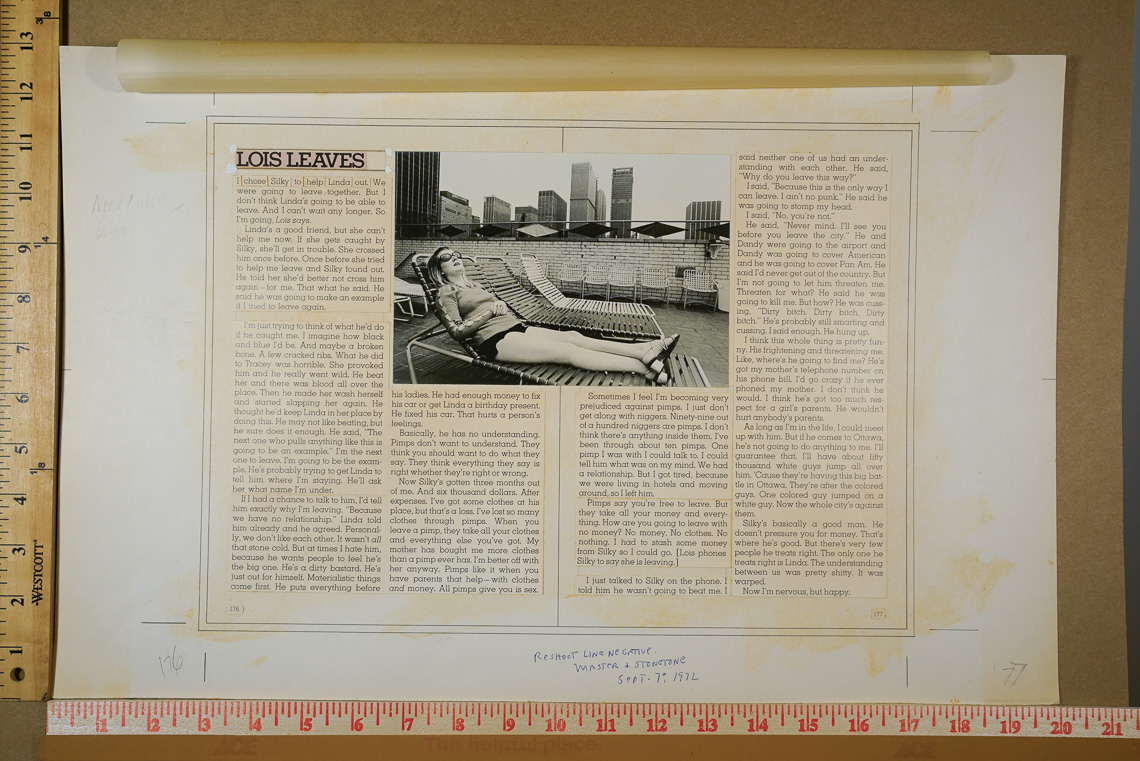 LOIS LEAVES
I chose Silky to help Linda out. We
were going to leave together. But I
don't think Linda's going to be able to
leave. And I can't wait any longer. So
I'm going, Lois says.
Linda's a good friend, but she can't
help me now. If she gets caught by
Silky, she'll get in trouble. She crossed
him once before. Once before she tried
to help me leave and Silky found out.
He told her she'd better not cross him
again—for me. That what he said. He
said he was going to make an example
if I tried to leave again.
I'm just trying to think of what he'd do
if he caught me. I imagine how black
and blue I'd be. And maybe a broken
bone. A few cracked ribs. What he did
to Tracey was horrible. She provoked
him and he really went wild. He beat
her and there was blood all over the
place. Then he made her wash herself
and started slapping her again. He
thought he'd keep Linda in her place by
doing this. He may not like beating, but
he sure does it enough. He said, "The
next one who pulls anything like this is
going to be an example." I'm the next
one to leave. I'm going to be the exam-
ple. He's probably trying to get Linda to
tell him where I'm staying. He'll ask
her what name I'm under.
If I had a chance to talk to him, I'd tell
him exactly why I'm leaving. "Because
we have no relationship." Linda told
him already and he agreed. Personal-
ly, we don't like each other. It wasn't all
that stone cold. But at times I hate him,
because he wants people to feel he's
the big one. He's a dirty bastard. He's
just out for himself. Materialistic things
come first. He puts everything before
his ladies. He had enough money to fix
his car or get Linda a birthday present.
He fixed his car. That hurts a person's
feelings.
Basically, he has no understanding.
Pimps don't want to understand. They
think you should want to do what they
say. They think everything they say is
right whether they're right or wrong.
Now Silky's gotten three months out
of me. And six thousand dollars. After
expenses. I've got some clothes at his
place, but that's a loss. I've lost so many
clothes through pimps. When you
leave a pimp, they take all your clothes
and everything else you've got. My
mother has bought me more clothes
than a pimp ever has. I'm better off with
her anyway. Pimps like it when you
have parents that help—with clothes
and money. All pimps give you is sex.
Sometimes I feel I'm becoming very
prejudiced against pimps. I just don't
get along with niggers. Ninety-nine out
of a hundred niggers are pimps. I don't
think there's anything inside them. I've
been through about ten pimps. One
pimp I was with I could talk to. I could
tell him what was on my mind. We had
a relationship. But I got tired, because
we were living in hotels and moving
around, so I left him.
Pimps say you're free to leave. But
they take all your money and every-
thing. How are you going to leave with
no money? No money. No clothes. No
nothing. I had to stash some money
from Silky so I could go. [Lois phones
Silky to say she is leaving.]
I just talked to Silky on the phone. I
told him he wasn't going to beat me. I
said neither one of us had an under-
standing with each other. He said,
"Why do you leave this way?"
I said, "Because this is the only way I
can leave. I ain't no punk." He said he
was going to stomp my head.
I said, "No, you're not."
He said, "Never mind. I'll see you
before you leave the city." He and
Dandy were going to the airport and
Dandy was going to cover American
and he was going to cover Pan Am. He
said I'd never get out of the country. But
I'm not going to let him threaten me.
Threaten for what? He said he was
going to kill me. But how? He was cuss-
ing, "Dirty bitch. Dirty bitch. Dirty
bitch." He's probably still smarting and
cussing. I said enough. He hung up.
I think this whole thing is pretty fun-
ny. His frightening and threatening me.
Like, where's he going to find me? He's
got my mother's telephone number on
his phone bill. I'd go crazy if he ever
phoned my mother. I don't think he
would. I think he's got too much res-
pect for a girl's parents. He wouldn't
hurt anybody's parents.
As long as I'm in the life, I could meet
up with him. But if he comes to Ottawa,
he's not going to do anything to me. I'll
guarantee that. I'll have about fifty
thousand white guys jump all over
him. 'Cause they're having this big bat-
tle in Ottawa. They're after the colored
guys. One colored guy jumped on a
white guy. Now the whole city's against
them.
Silky's basically a good man. He
doesn't pressure you for money. That's
where he's good. But there's very few
people he treats right. The only one he
treats right is Linda. The understanding
between us was pretty shitty. It was
warped.
Now I'm nervous, but happy.
176
177
176
77
Reshoot Line Negative.
Master & Stonetone
Sept. 7, 1972
WESTCOTT
1 2 3 4 5 6 7 8 9 10 11 12 13
1 2 3 4 5 6 7 8 9 10 11 12 13 14 15 16 17 18 19 20 21
ACE
The helpful place.
ACE